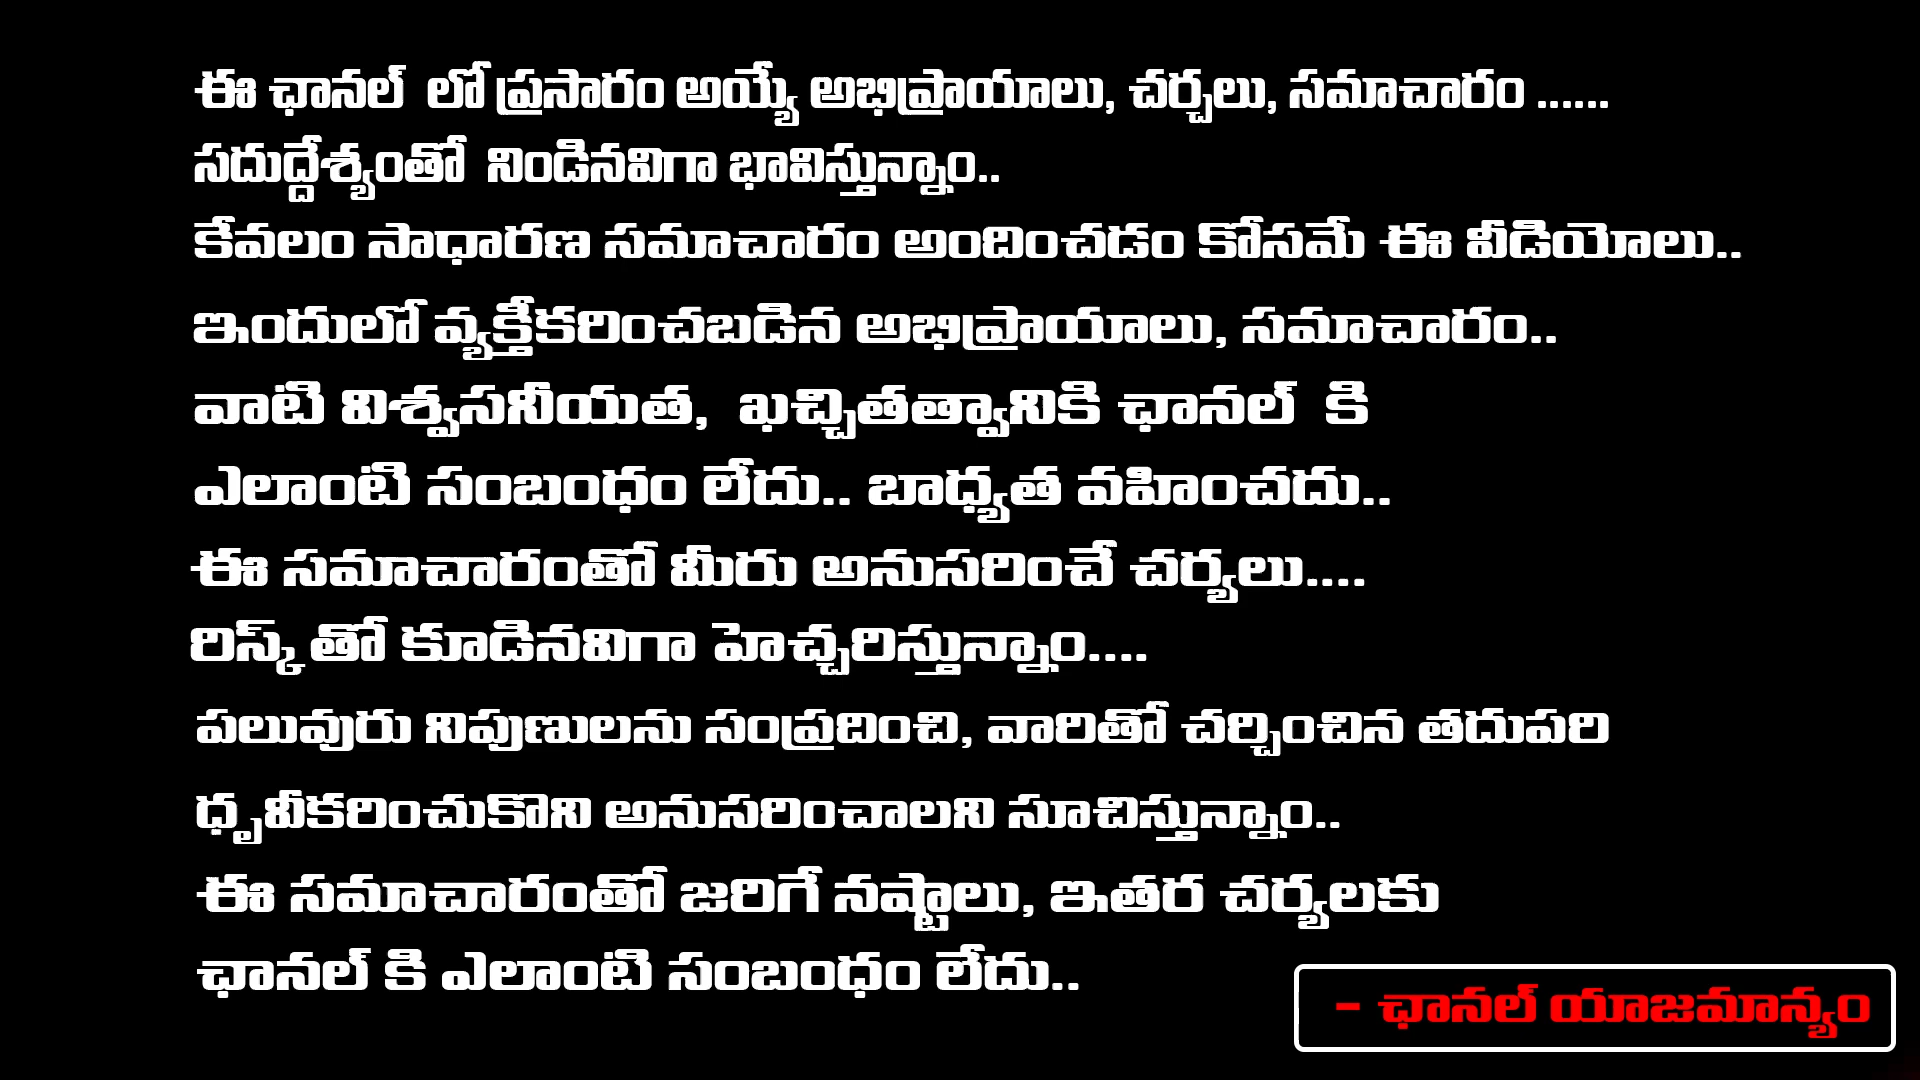 ఈ ఛానల్ లో ప్రసారం అయ్యే అభిప్రాయాలు, చర్చలు, సమాచారం ......
సదుద్దేశ్యంతో నిండినవిగా భావిస్తున్నాం..
కేవలం సాధారణ సమాచారం అందించడం కోసమే ఈ వీడియోలు..
ఇందులో వ్యక్తీకరించబడిన అభిప్రాయాలు, సమాచారం..
వాటి విశ్వసనీయత, ఖచ్చితత్వానికి ఛానల్ కి
ఎలాంటి సంబంధం లేదు.. బాధ్యత వహించదు..
ఈ సమాచారంతో మీరు అనుసరించే చర్యలు....
రిస్క్ తో కూడినవిగా హెచ్చరిస్తున్నాం....
పలువురు నిపుణులను సంప్రదించి, వారితో చర్చించిన తదుపరి
ధృవీకరించుకొని అనుసరించాలని సూచిస్తున్నాం..
ఈ సమాచారంతో జరిగే నష్టాలు, ఇతర చర్యలకు
ఛానల్ కి ఎలాంటి సంబంధం లేదు..
- ఛానల్ యాజమాన్యం